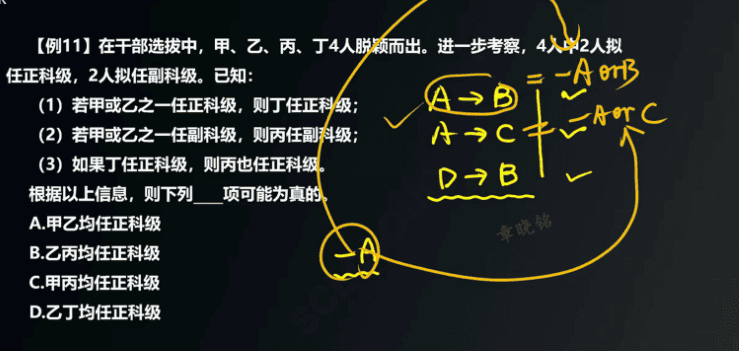 【例11】在干部选拔中，甲、乙、丙、丁4人脱颖而出。进一步考察，4人中2人拟
任正科级，2人拟任副科级。已知：
（1）若甲或乙之一任正科级，则丁任正科级；
（2）若甲或乙之一任副科级，则丙任副科级；
（3）如果丁任正科级，则丙也任正科级。
根据以上信息，则下列____项可能为真的。
A.甲乙均任正科级
B.乙丙均任正科级
C.甲丙均任正科级
D.乙丁均任正科级
A→B = -A or B
A→C = -A or C
D→B
-A
章晓铭